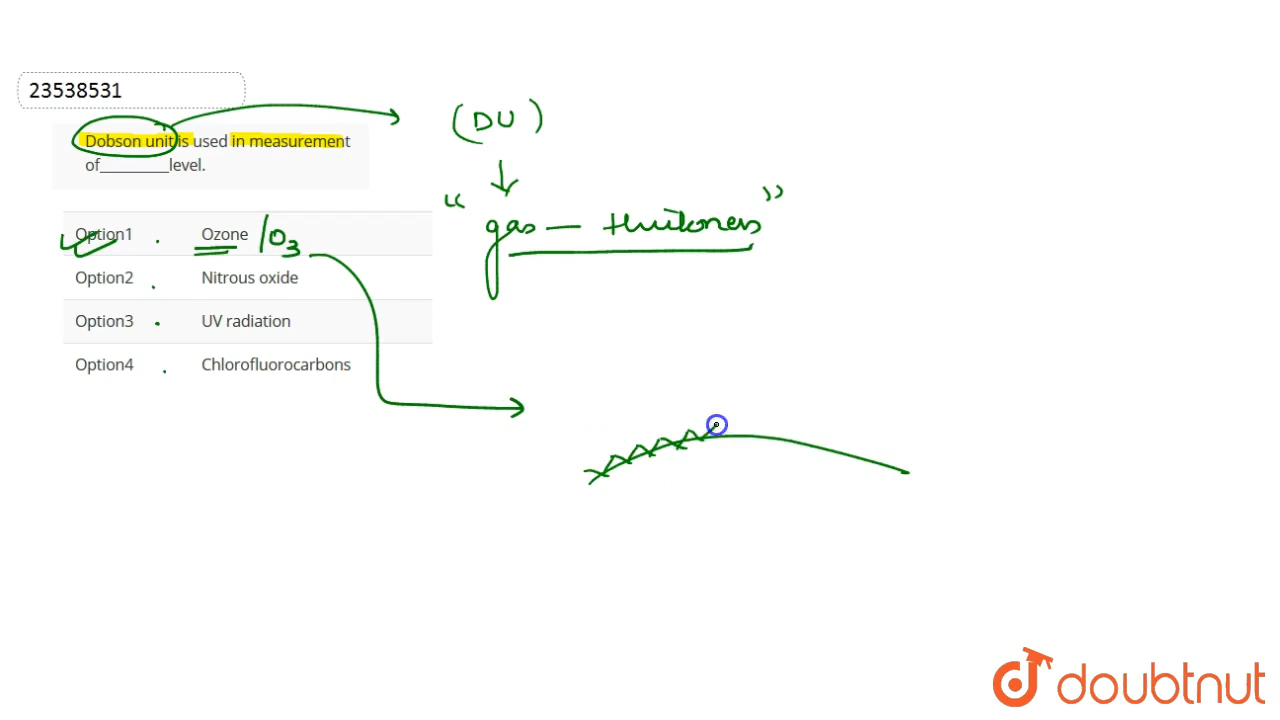 23538531
Dobson unit is used in measurement
of_________level.
(DU)
"gas — thickness"
Option1 . Ozone /O3
Option2 . Nitrous oxide
Option3 . UV radiation
Option4 . Chlorofluorocarbons
doubtnut